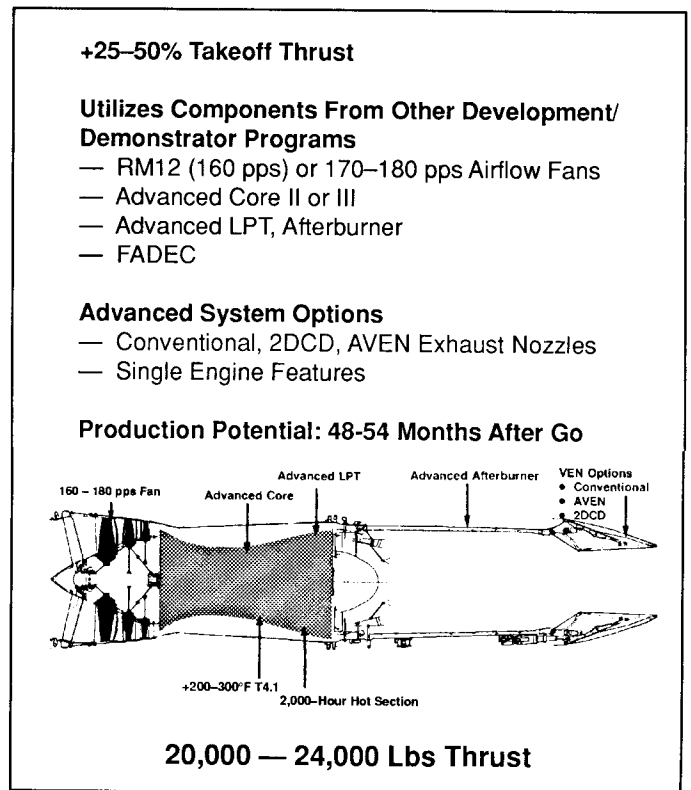 +25–50% Takeoff Thrust
Utilizes Components From Other Development/
Demonstrator Programs
— RM12 (160 pps) or 170–180 pps Airflow Fans
— Advanced Core II or III
— Advanced LPT, Afterburner
— FADEC
Advanced System Options
— Conventional, 2DCD, AVEN Exhaust Nozzles
— Single Engine Features
Production Potential: 48-54 Months After Go
160 – 180 pps Fan
Advanced Core
Advanced LPT
Advanced Afterburner
VEN Options
● Conventional
● AVEN
● 2DCD
+200–300°F T4.1
2,000–Hour Hot Section
20,000 — 24,000 Lbs Thrust